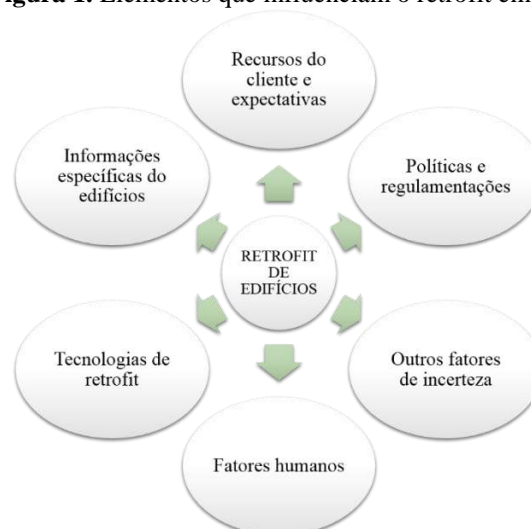 Figura 1. Elementos que influenciam o retrofit em
Recursos do
cliente e
expectativas
Informações
específicas do
edifícios
Políticas e
regulamentações
RETROFIT
DE
EDIFÍCIOS
Tecnologias de
retrofit
Outros fatores
de incerteza
Fatores humanos